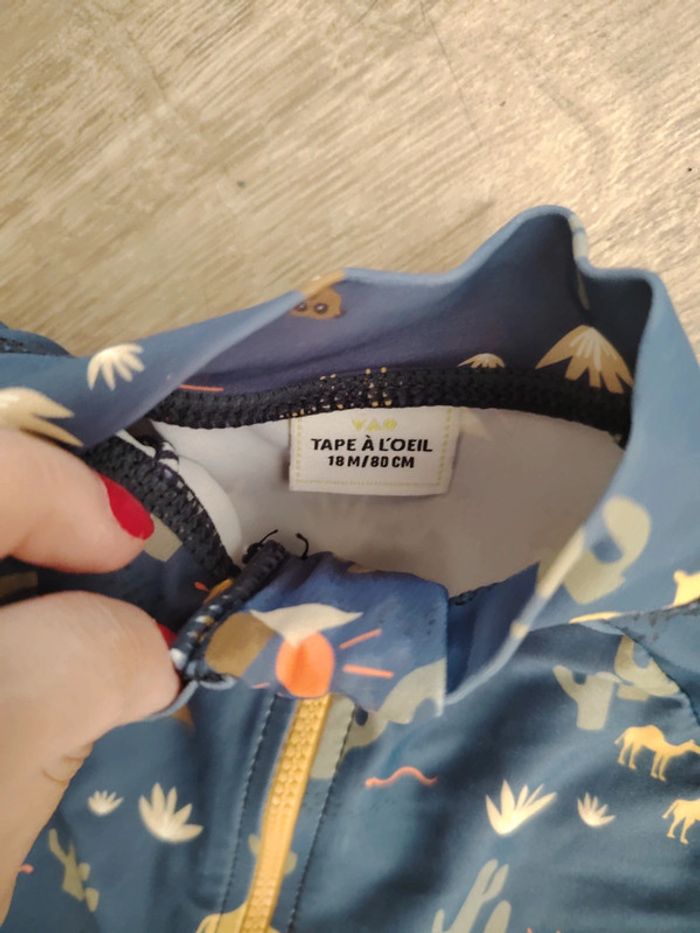 TAPE À L'OEIL
18 M/80 CM